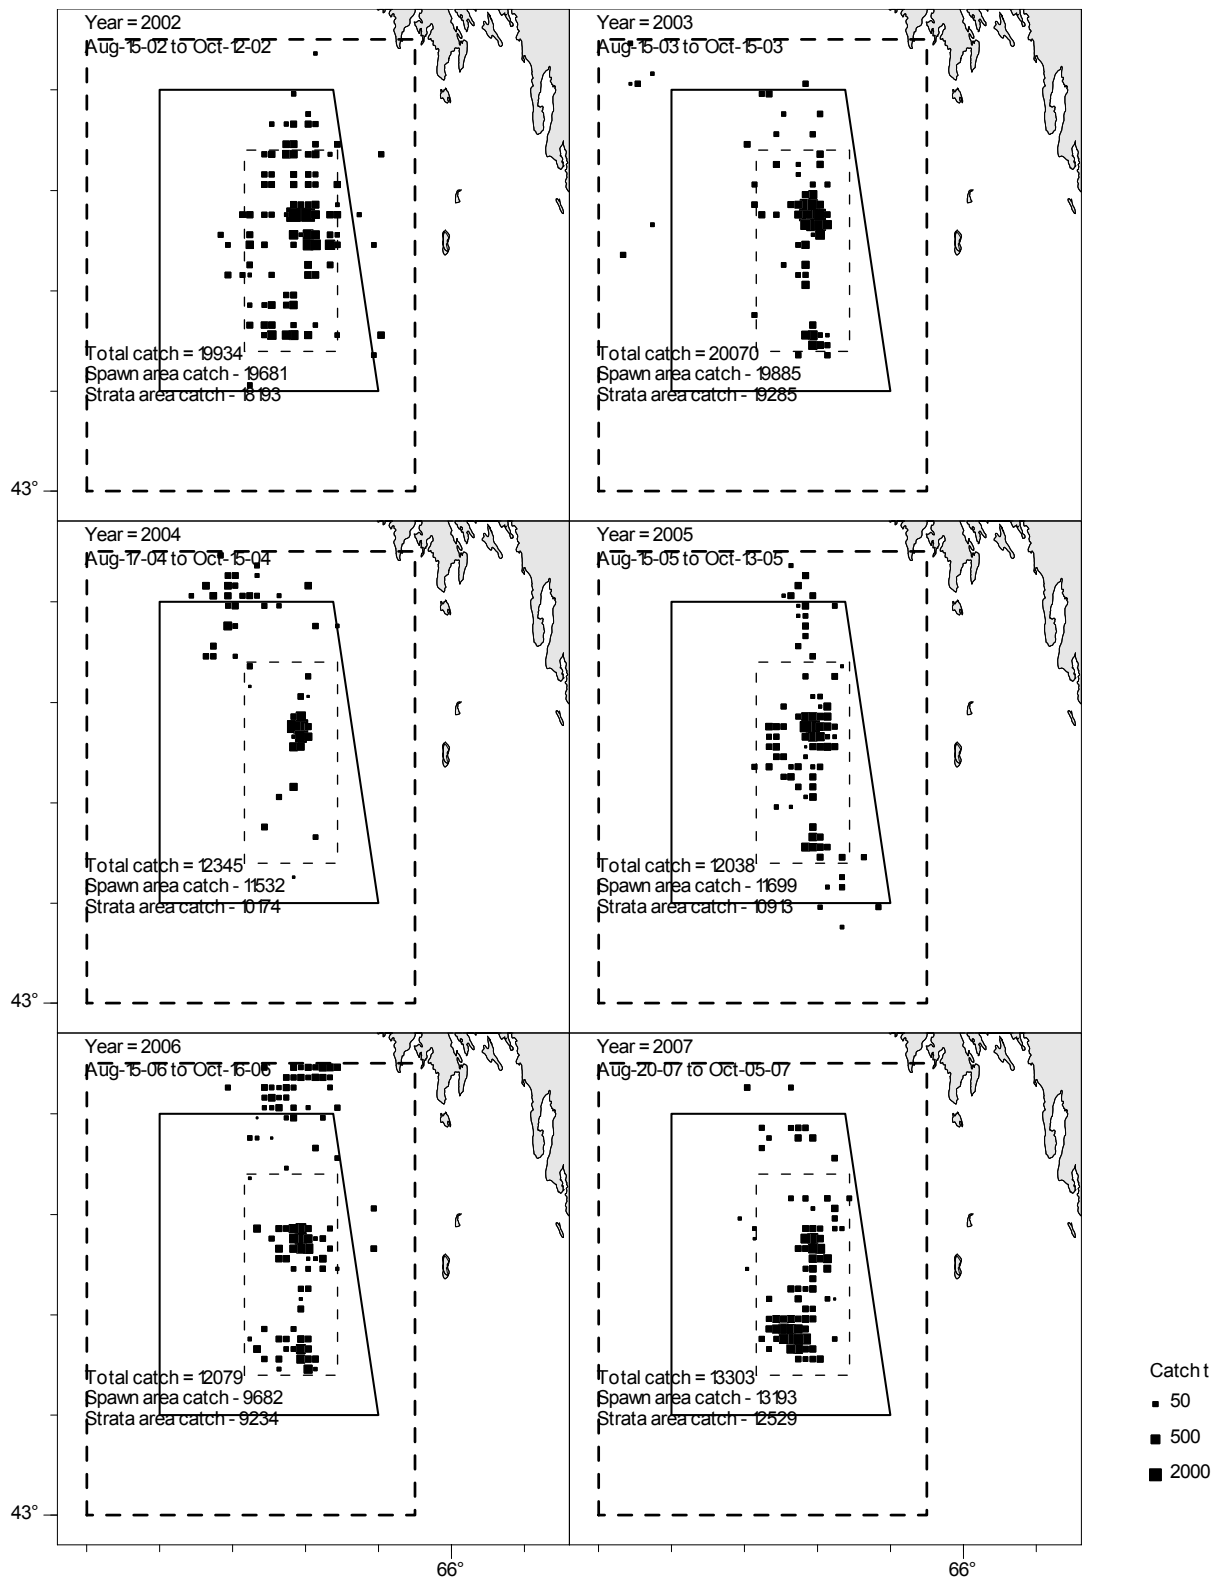 Year = 2002
Aug-15-02 to Oct-12-02
Total catch = 19934
Spawn area catch - 19681
Strata area catch - 18193
43°
Year = 2003
Aug-15-03 to Oct-15-03
Total catch = 20070
Spawn area catch - 19885
Strata area catch - 19285
Year = 2004
Aug-17-04 to Oct-15-04
Total catch = 12345
Spawn area catch - 11532
Strata area catch - 10174
43°
Year = 2005
Aug-15-05 to Oct-13-05
Total catch = 12038
Spawn area catch - 11699
Strata area catch - 10913
Year = 2006
Aug-15-06 to Oct-16-06
Total catch = 12079
Spawn area catch - 9682
Strata area catch - 9234
43°
66°
Year = 2007
Aug-20-07 to Oct-05-07
Total catch = 13303
Spawn area catch - 13193
Strata area catch - 12529
66°
Catch t
50
500
2000